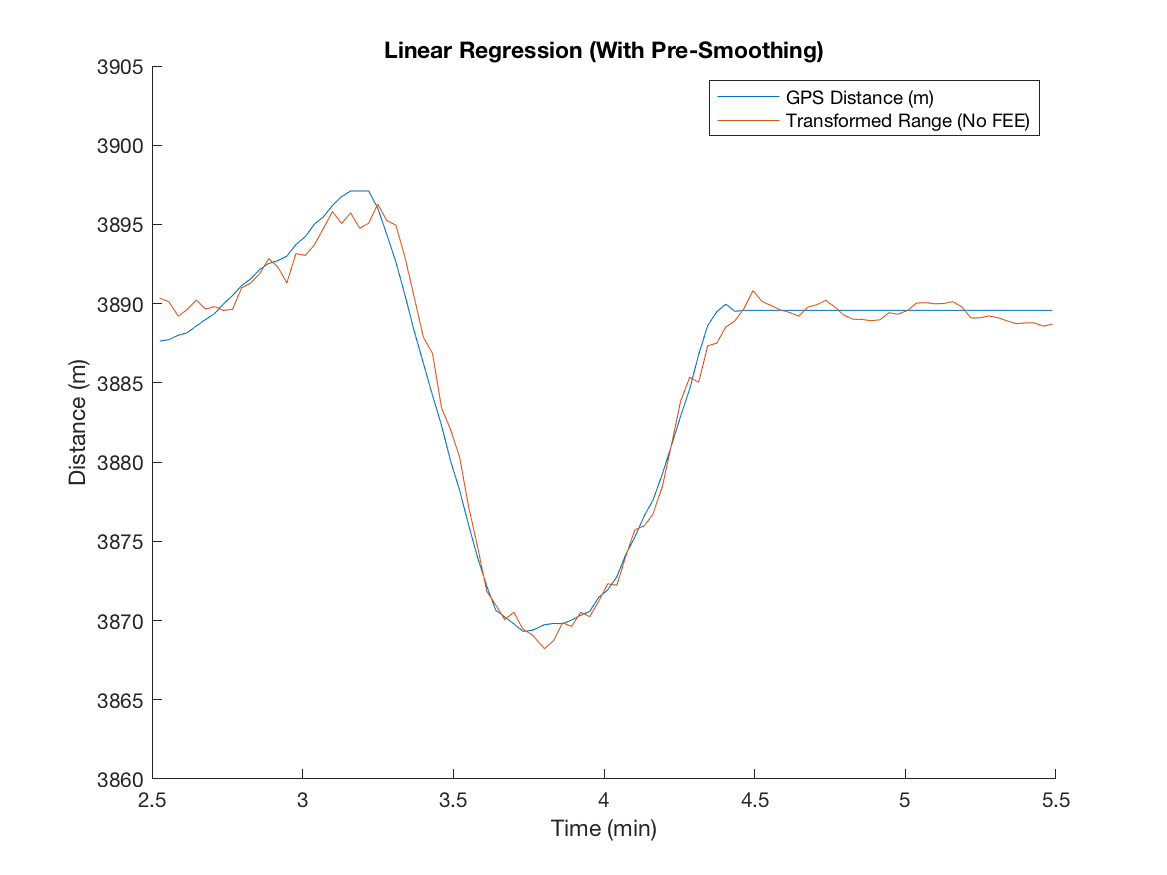 Linear Regression (With Pre-Smoothing)
GPS Distance (m)
Transformed Range (No FEE)
Distance (m)
3905
3900
3895
3890
3885
3880
3875
3870
3865
3860
2.5 3 3.5 4 4.5 5 5.5
Time (min)